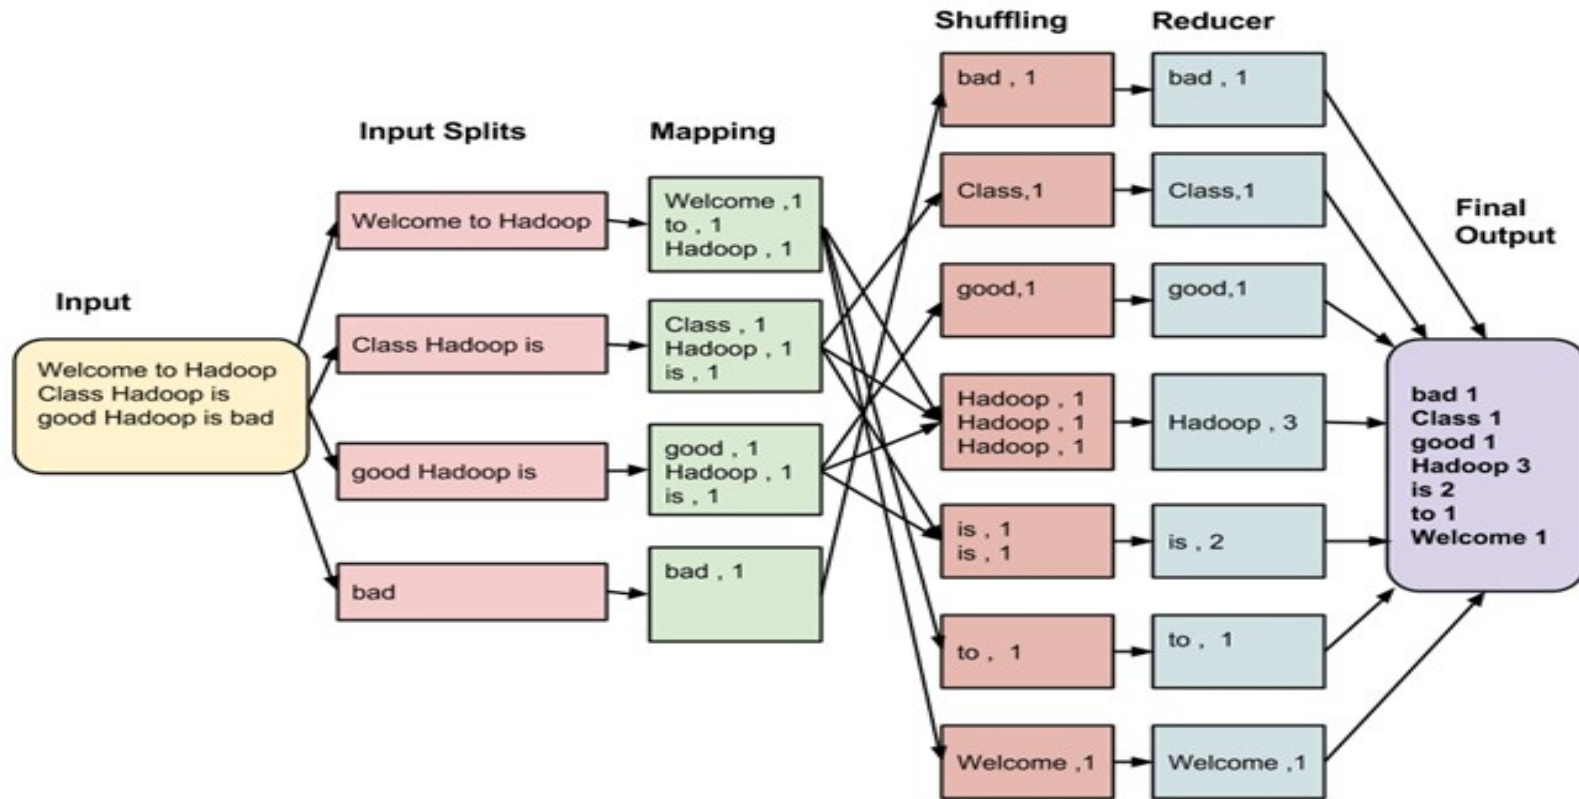 Input
Welcome to Hadoop
Class Hadoop is
good Hadoop is bad
Input Splits
Welcome to Hadoop
Class Hadoop is
good Hadoop is
bad
Mapping
Welcome ,1
to , 1
Hadoop , 1
Class , 1
Hadoop , 1
is , 1
good , 1
Hadoop , 1
is , 1
bad , 1
Shuffling
bad , 1
Class,1
good,1
Hadoop , 1
Hadoop , 1
Hadoop , 1
is , 1
is , 1
to , 1
Welcome ,1
Reducer
bad , 1
Class,1
good,1
Hadoop , 3
is , 2
to , 1
Welcome ,1
Final
Output
bad 1
Class 1
good 1
Hadoop 3
is 2
to 1
Welcome 1